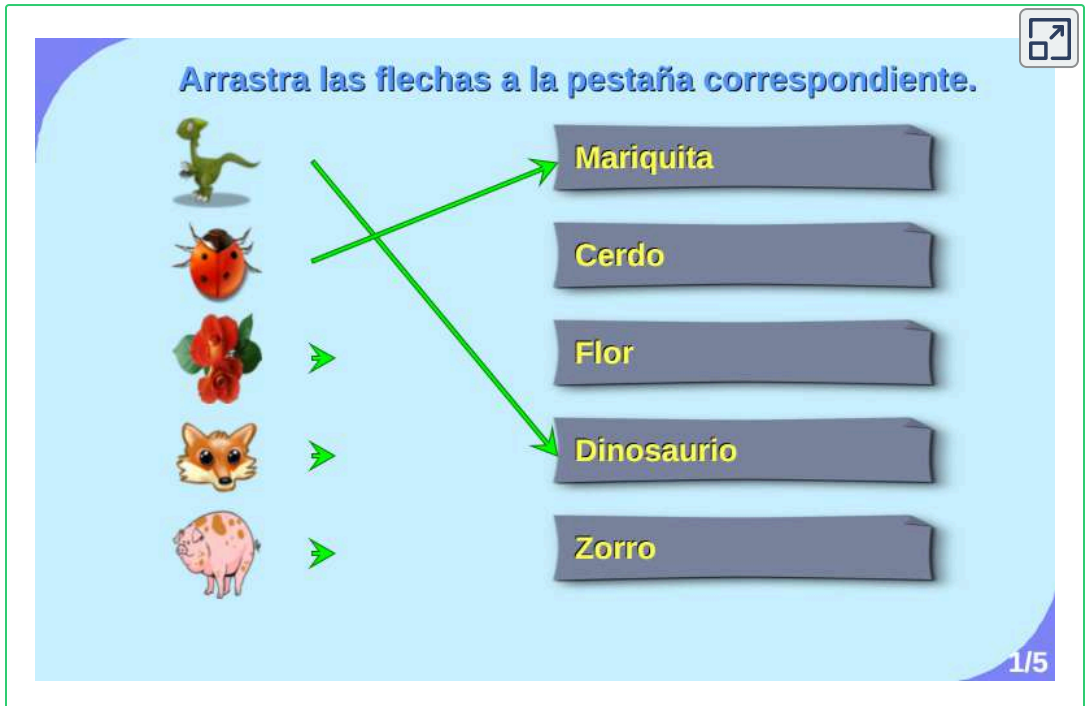 Arrastra las flechas a la pestaña correspondiente.
Mariquita
Cerdo
Flor
Dinosaurio
Zorro
1/5